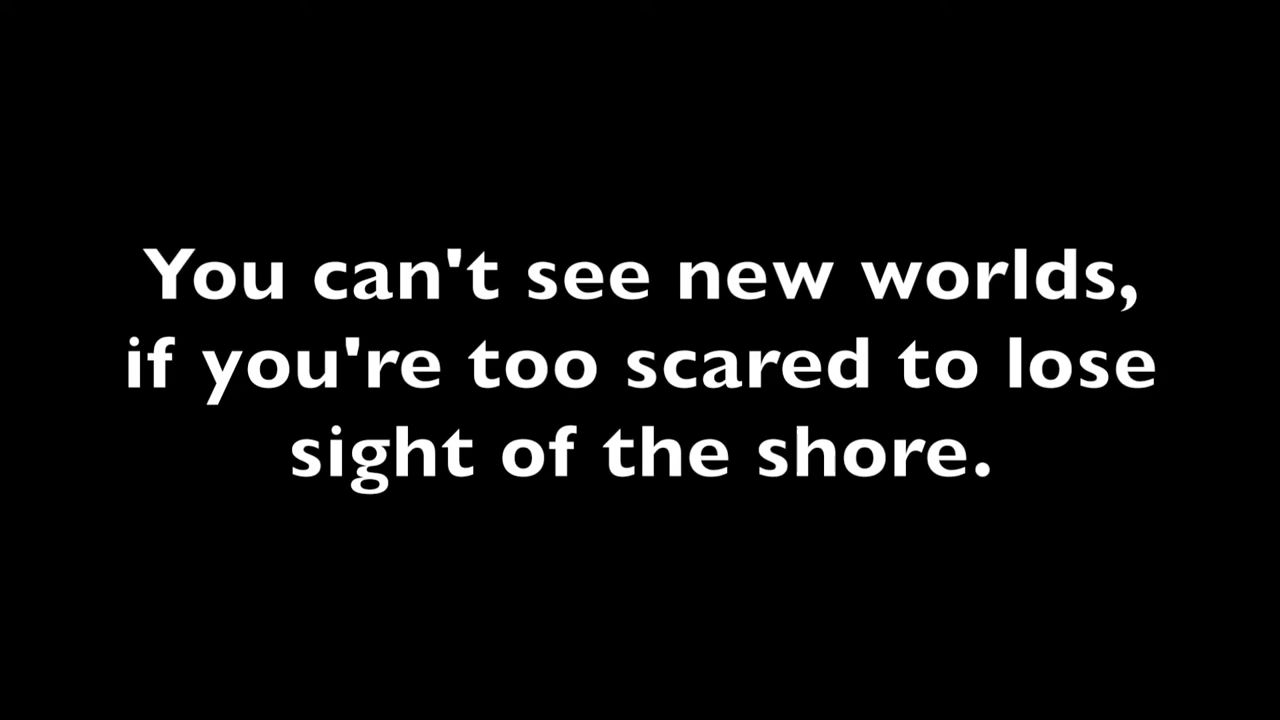 You can't see new worlds,
if you're too scared to lose
sight of the shore.